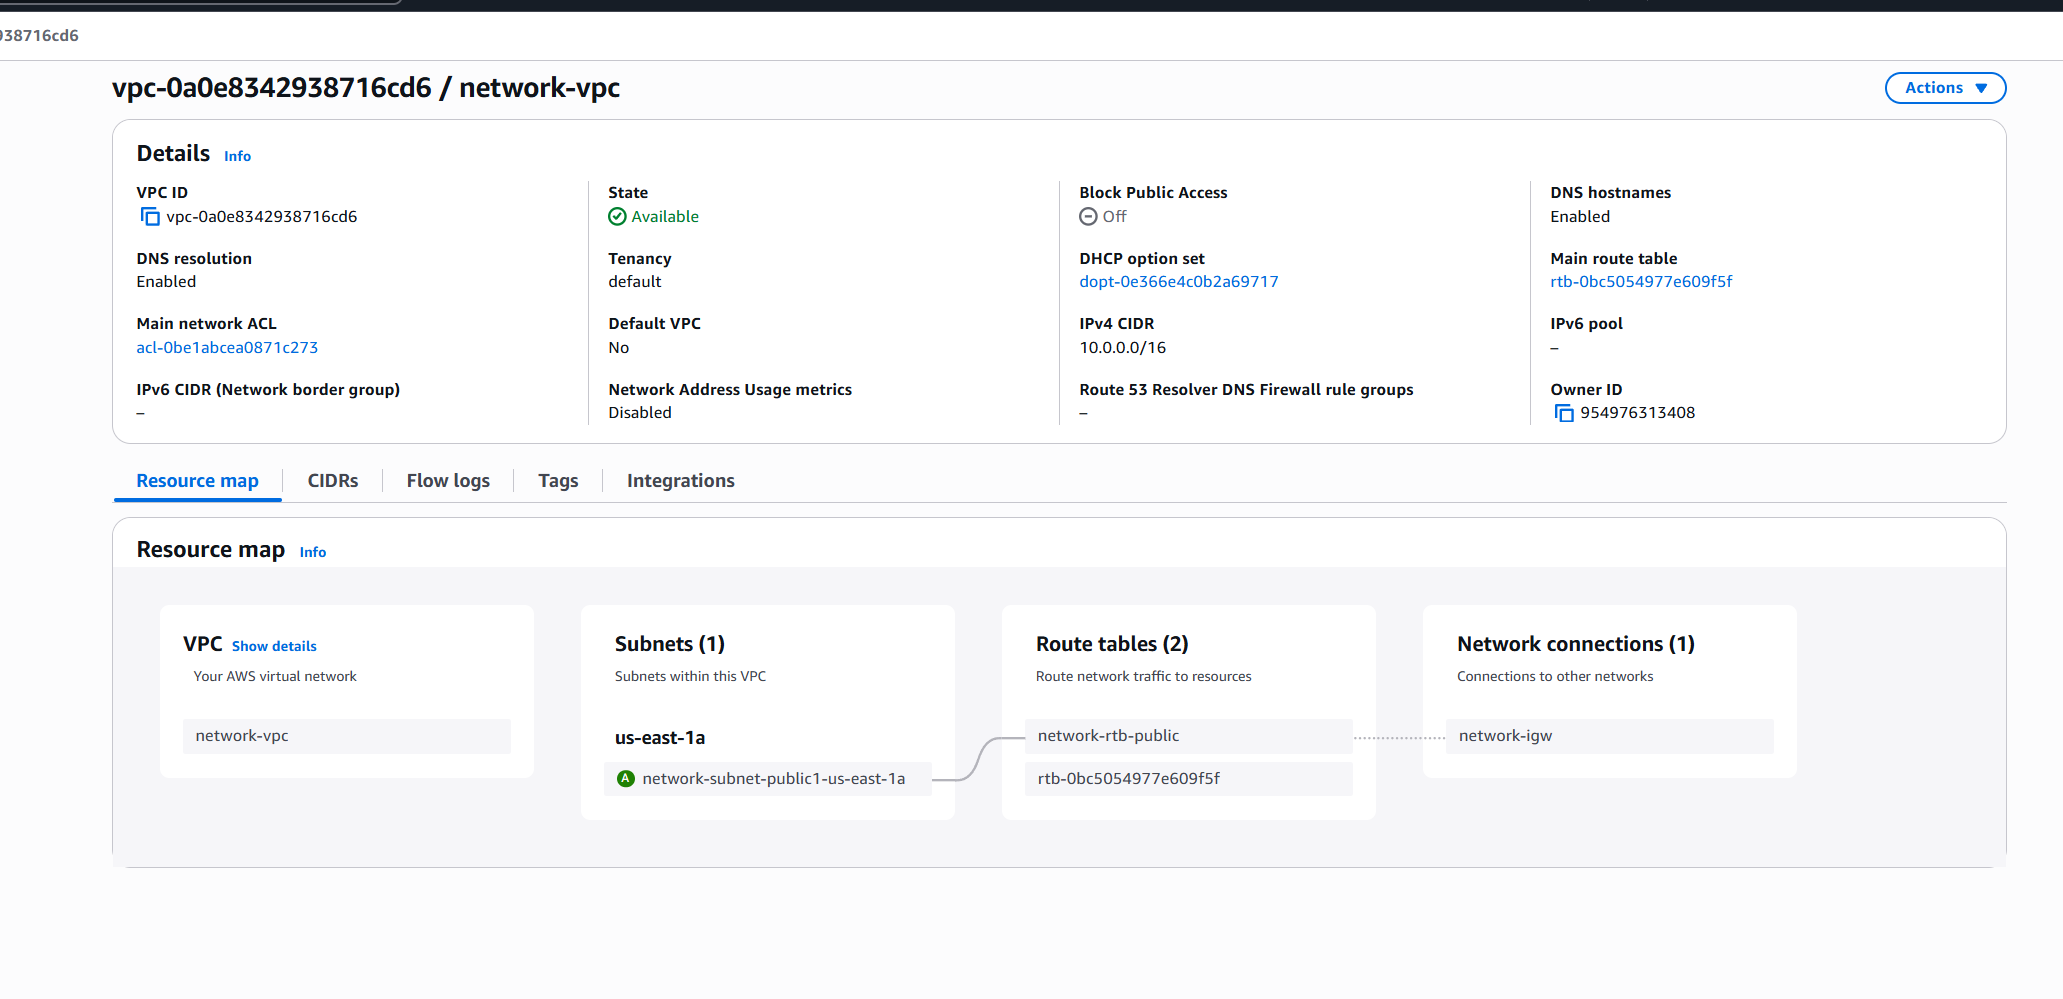 938716cd6
vpc-0a0e8342938716cd6 / network-vpc
Actions
Details Info
VPC ID
vpc-0a0e8342938716cd6
State
Available
Block Public Access
Off
DNS hostnames
Enabled
DNS resolution
Enabled
Tenancy
default
DHCP option set
dopt-0e366e4c0b2a69717
Main route table
rtb-0bc5054977e609f5f
Main network ACL
acl-0be1abcea0871c273
Default VPC
No
IPv4 CIDR
10.0.0.0/16
IPv6 pool
–
IPv6 CIDR (Network border group)
–
Network Address Usage metrics
Disabled
Route 53 Resolver DNS Firewall rule groups
–
Owner ID
954976313408
Resource map
CIDRs
Flow logs
Tags
Integrations
Resource map Info
VPC Show details
Your AWS virtual network
network-vpc
Subnets (1)
Subnets within this VPC
us-east-1a
A network-subnet-public1-us-east-1a
Route tables (2)
Route network traffic to resources
network-rtb-public
rtb-0bc5054977e609f5f
Network connections (1)
Connections to other networks
network-igw